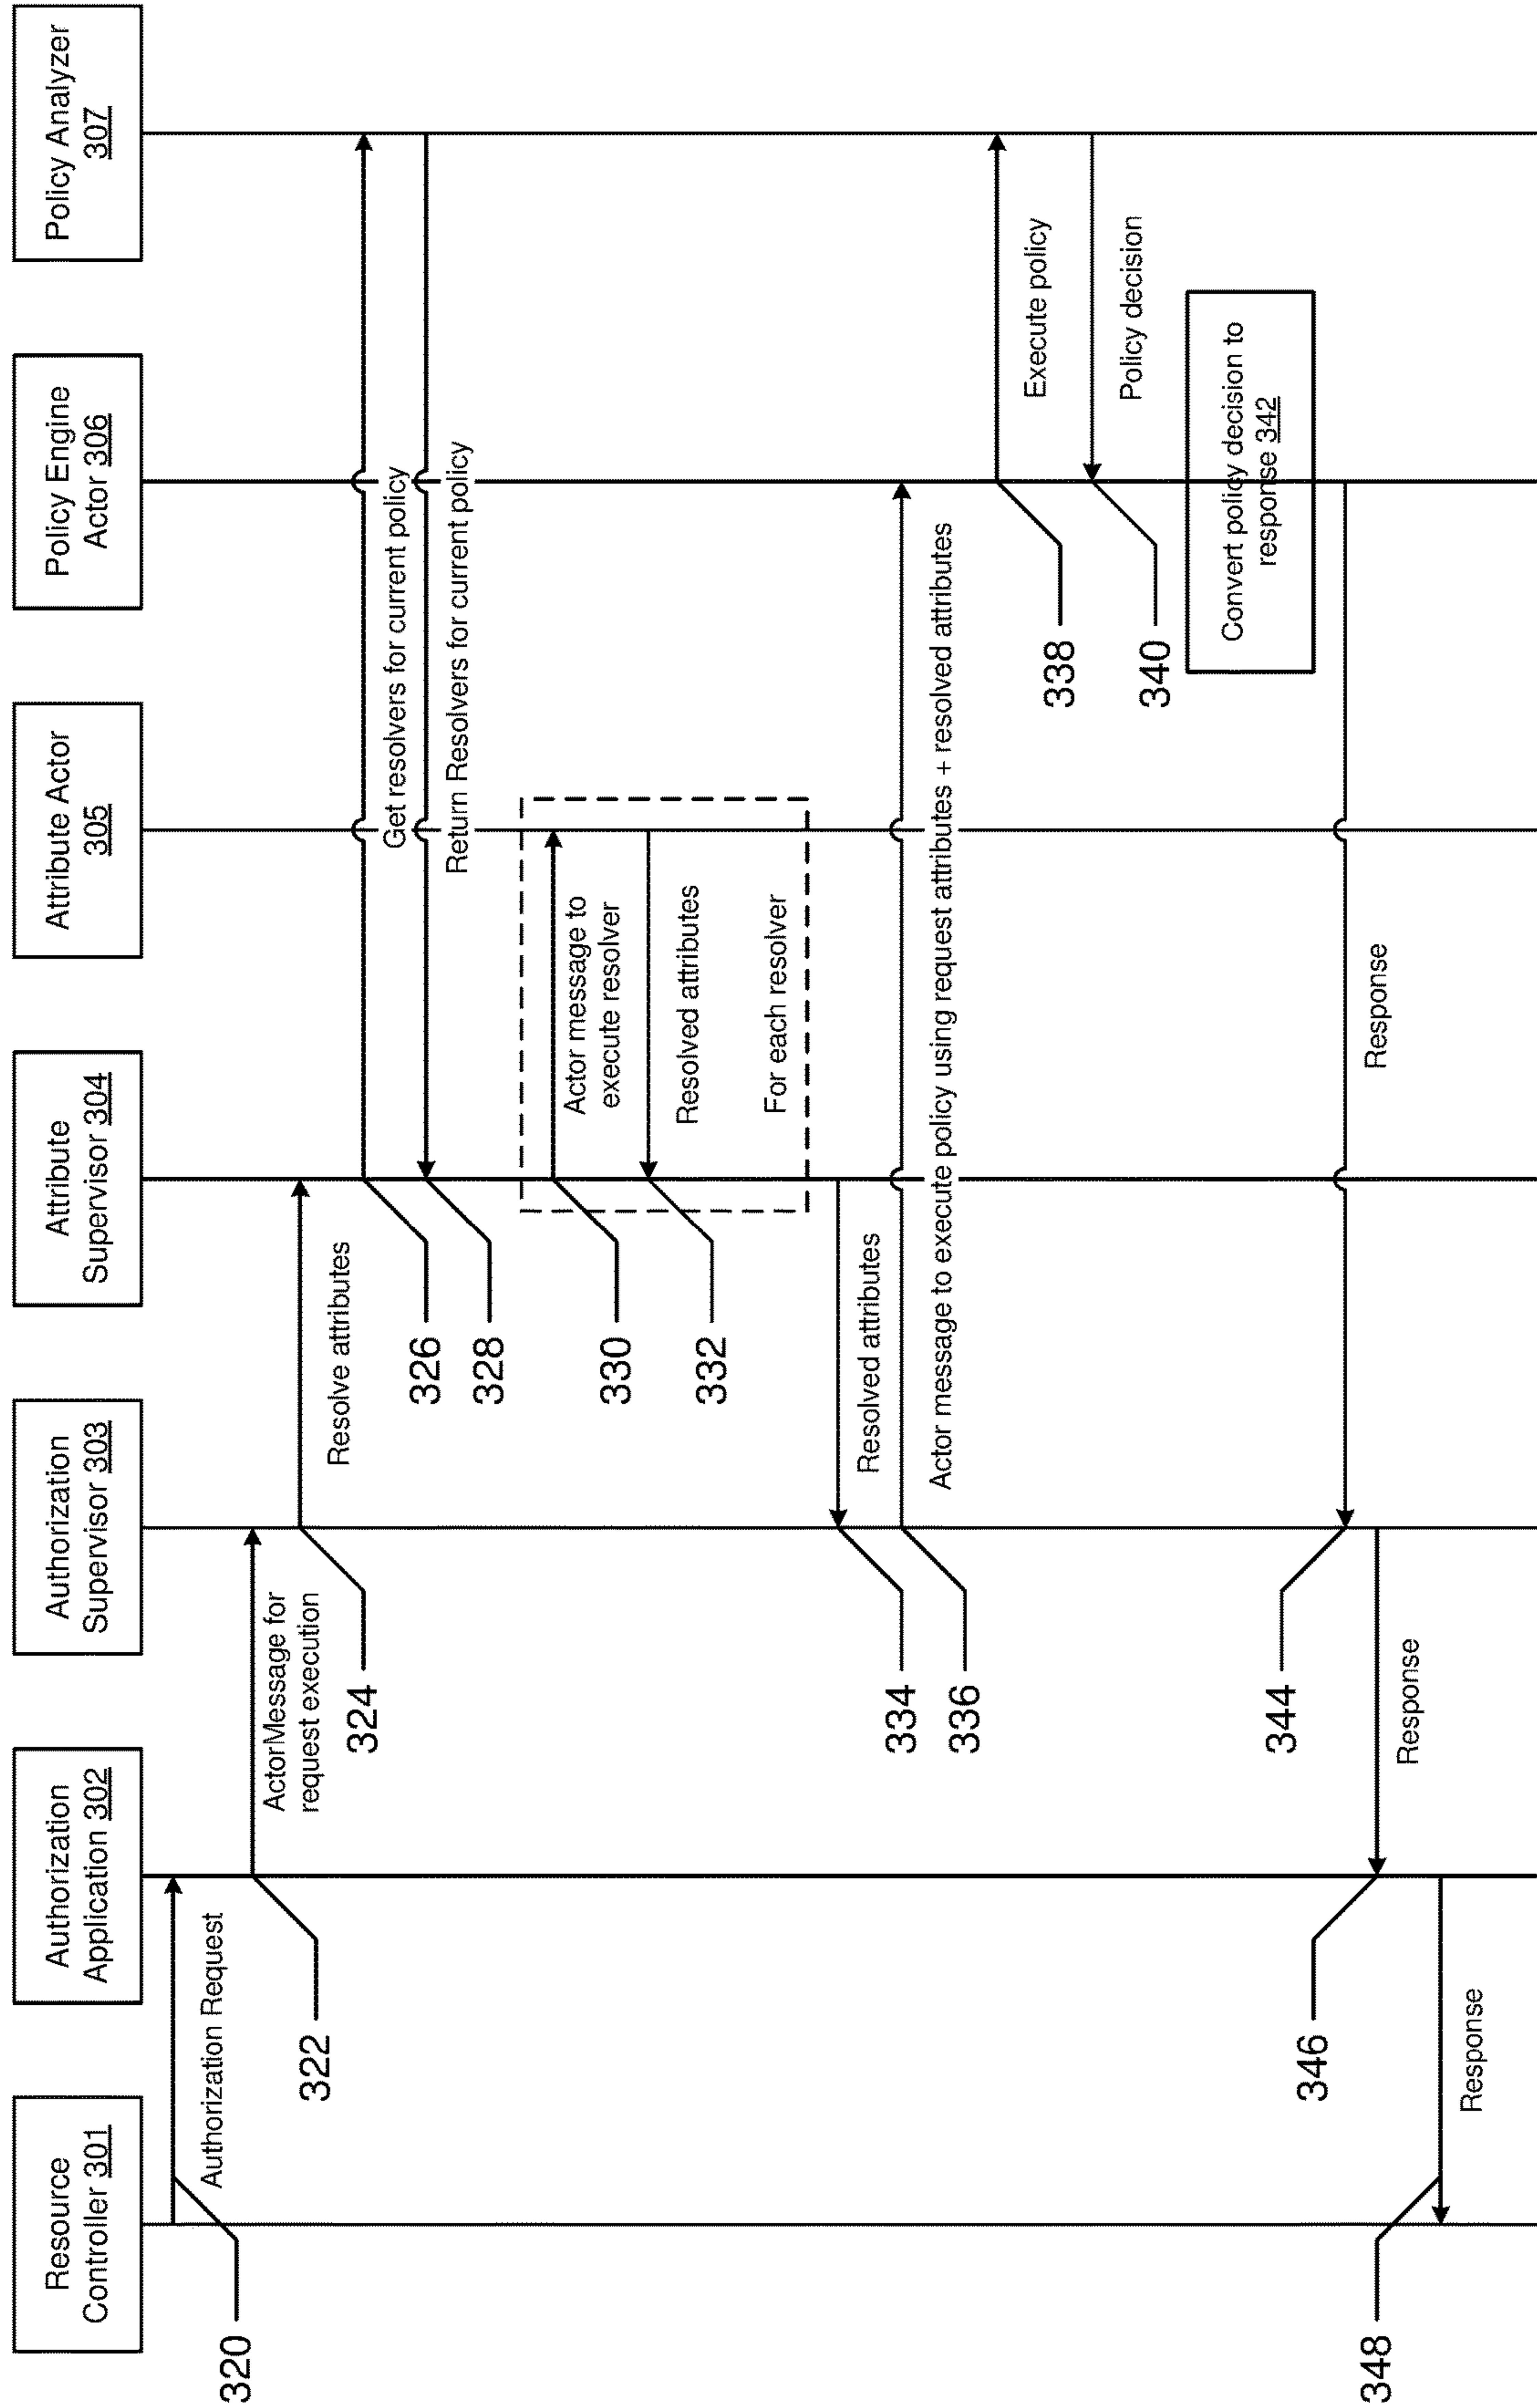 Resource
Controller 301
Authorization
Application 302
Authorization
Supervisor 303
Attribute
Supervisor 304
Attribute Actor
305
Policy Engine
Actor 306
Policy Analyzer
307
320
Authorization Request
322
ActorMessage for
request execution
324
Resolve attributes
326
Get resolvers for current policy
328
Return Resolvers for current policy
330
Actor message to
execute resolver
332
Resolved attributes
For each resolver
334
Resolved attributes
336
Actor message to execute policy using request attributes + resolved attributes
338
Execute policy
340
Policy decision
Convert policy decision to
response 342
344
Response
346
Response
348
Response